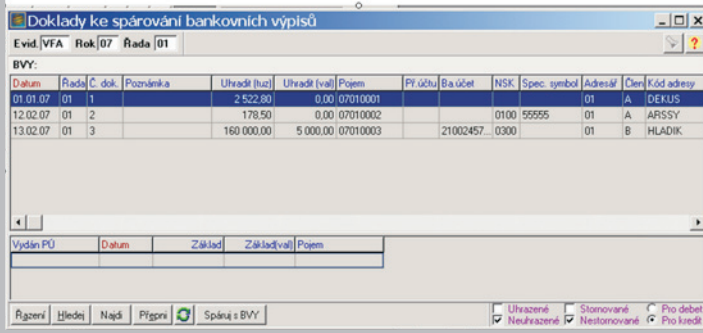 Doklady ke spárování bankovních výpisů
Evid. VFA Rok 07 Řada 01
BVY:
Datum Řada Č. dok. Poznámka Uhradit (tuz) Uhradit (val) Pojem Př.účtu Ba.účet NSK Spec. symbol Adresář Člen Kód adresy
01.01.07 01 1 2 522,80 0,00 07010001 01 A DEKUS
12.02.07 01 2 178,50 0,00 07010002 0100 55555 01 A ARSSY
13.02.07 01 3 160 000,00 5 000,00 07010003 21002457... 0300 01 B HLADIK
Vydán PÚ Datum Základ Základ(val) Pojem
Řazení Hledej Najdi Přepni Spáruj s BVY
Uhrazené Stornované Pro debet
Neuhrazené Nestornované Pro kredit